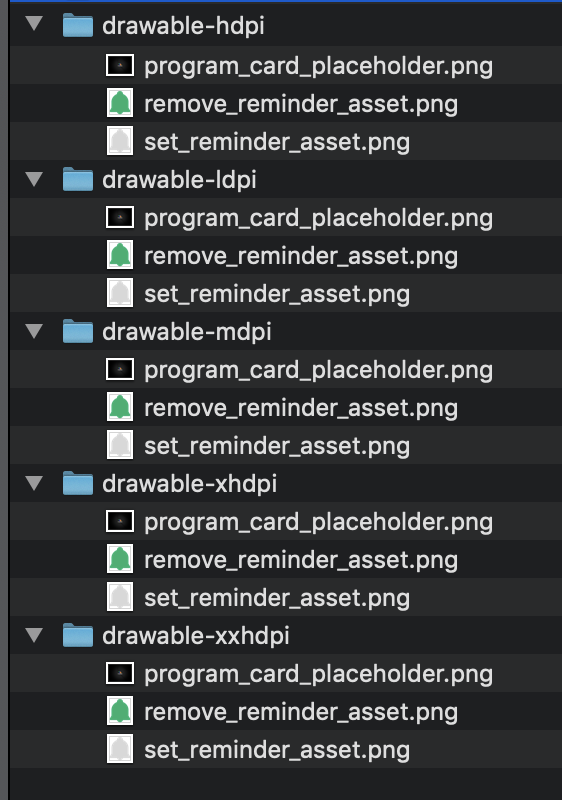 drawable-hdpi
program_card_placeholder.png
remove_reminder_asset.png
set_reminder_asset.png
drawable-ldpi
program_card_placeholder.png
remove_reminder_asset.png
set_reminder_asset.png
drawable-mdpi
program_card_placeholder.png
remove_reminder_asset.png
set_reminder_asset.png
drawable-xhdpi
program_card_placeholder.png
remove_reminder_asset.png
set_reminder_asset.png
drawable-xxhdpi
program_card_placeholder.png
remove_reminder_asset.png
set_reminder_asset.png